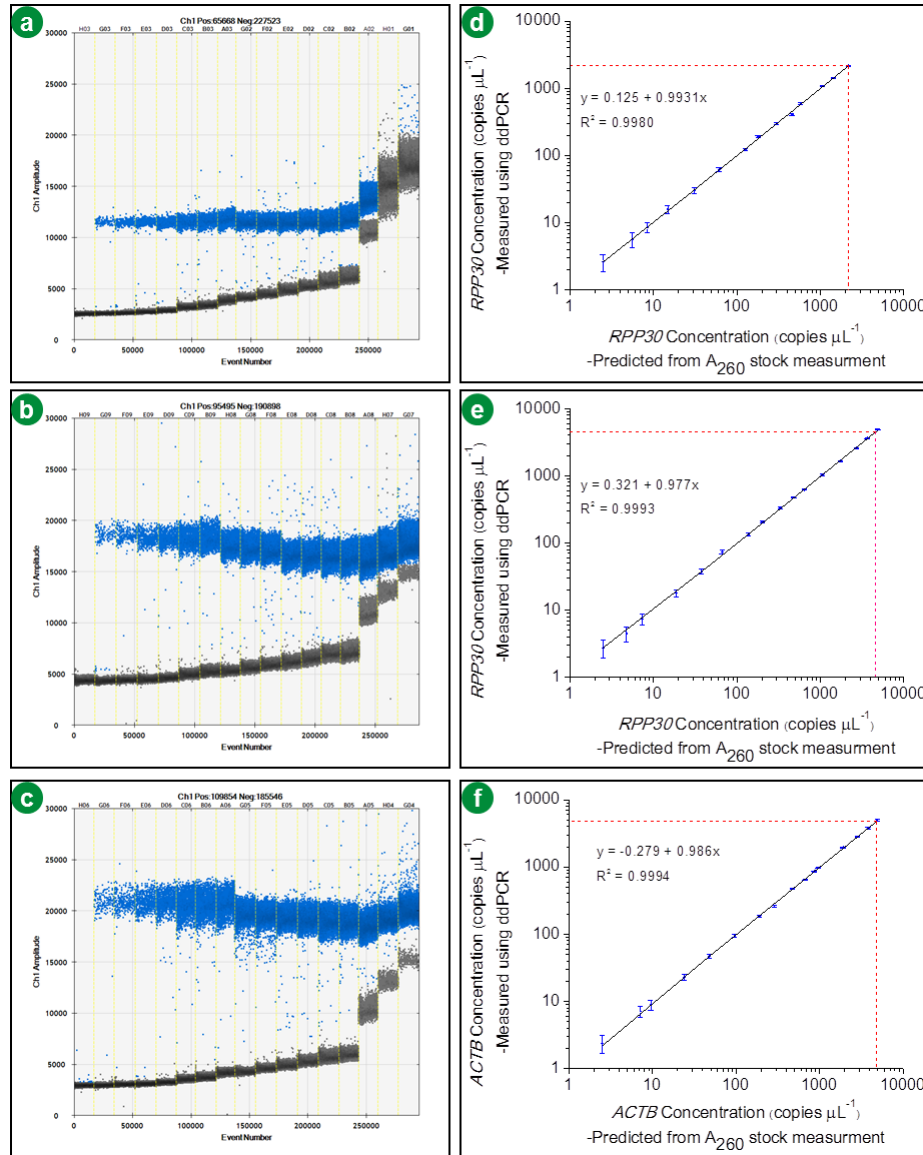 a
Ch1 Pos:65668 Neg:227523
H03 G03 F03 E03 D03 C03 B03 A03 G02 F02 E02 D02 C02 B02 A02 H01 G01
30000
25000
20000
15000
10000
5000
0
Ch1 Amplitude
0 50000 100000 150000 200000 250000
Event Number
d
RPP30 Concentration (copies µL⁻¹)
-Measured using ddPCR
1000
100
10
1
y = 0.125 + 0.9931x
R² = 0.9980
1 10 100 1000 10000
RPP30 Concentration (copies µL⁻¹)
-Predicted from A₂₆₀ stock measurment
b
Ch1 Pos:95495 Neg:190898
H09 G09 F09 E09 D09 C09 B09 H08 G08 F08 E08 D08 C08 B08 A08 H07 G07
30000
25000
20000
15000
10000
5000
0
Ch1 Amplitude
0 50000 100000 150000 200000 250000
Event Number
e
RPP30 Concentration (copies µL⁻¹)
-Measured using ddPCR
10000
1000
100
10
1
y = 0.321 + 0.977x
R² = 0.9993
1 10 100 1000 10000
RPP30 Concentration (copies µL⁻¹)
-Predicted from A₂₆₀ stock measurment
c
Ch1 Pos:109854 Neg:185546
H06 G06 F06 E06 D06 C06 B06 A06 G05 F05 E05 D05 C05 B05 A05 H04 G04
30000
25000
20000
15000
10000
5000
0
Ch1 Amplitude
0 50000 100000 150000 200000 250000
Event Number
f
ACTB Concentration (copies µL⁻¹)
-Measured using ddPCR
10000
1000
100
10
1
y = -0.279 + 0.986x
R² = 0.9994
1 10 100 1000 10000
ACTB Concentration (copies µL⁻¹)
-Predicted from A₂₆₀ stock measurment